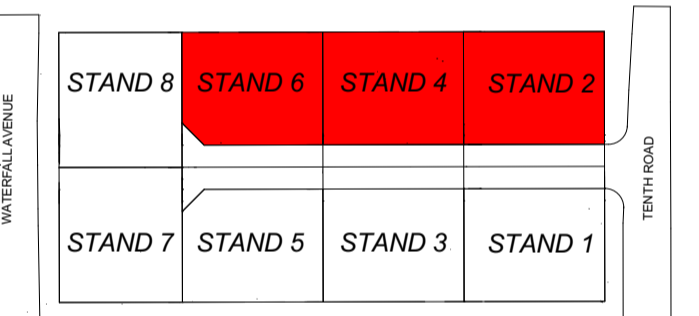 WATERFALL AVENUE
STAND 8
STAND 6
STAND 4
STAND 2
TENTH ROAD
STAND 7
STAND 5
STAND 3
STAND 1